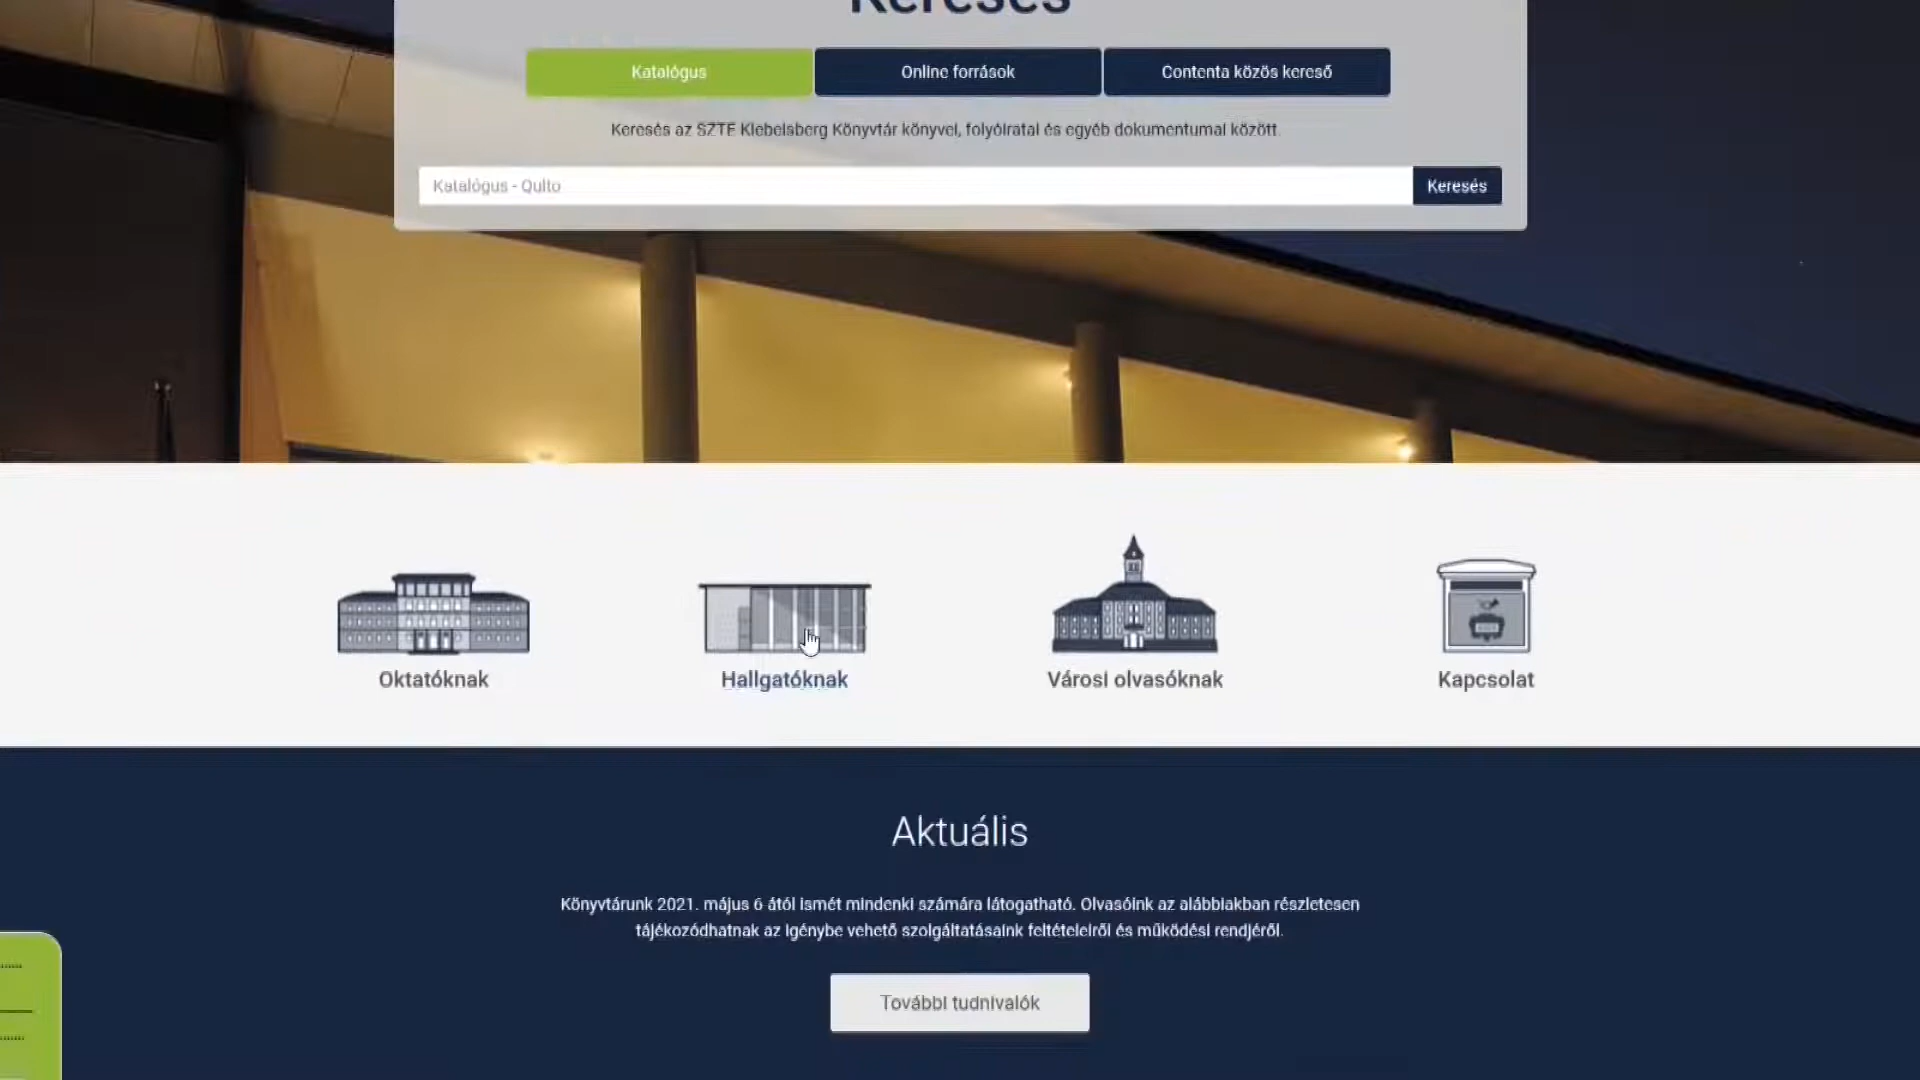 Keresés
Katalógus
Online források
Contenta közös kereső
Keresés az SZTE Klebelsberg Könyvtár könyvei, folyóiratai és egyéb dokumentumai között.
Katalógus - Qulto
Keresés
Oktatóknak
Hallgatóknak
Városi olvasóknak
Kapcsolat
Aktuális
Könyvtárunk 2021. május 6 ától ismét mindenki számára látogatható. Olvasóink az alábbiakban részletesen
tájékozódhatnak az igénybe vehető szolgáltatásaink feltételeiről és működési rendjéről.
További tudnivalók